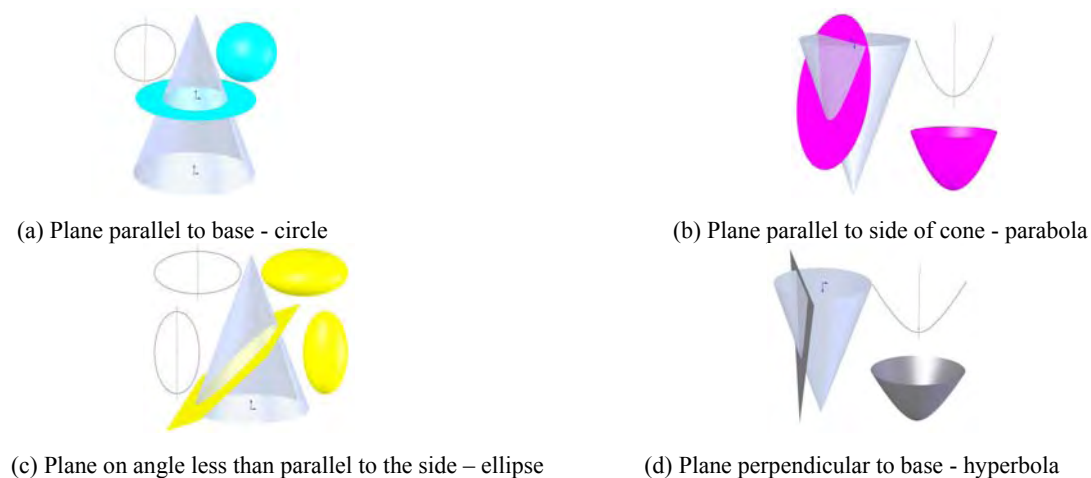 (a) Plane parallel to base - circle
(b) Plane parallel to side of cone - parabola
(c) Plane on angle less than parallel to the side – ellipse
(d) Plane perpendicular to base - hyperbola